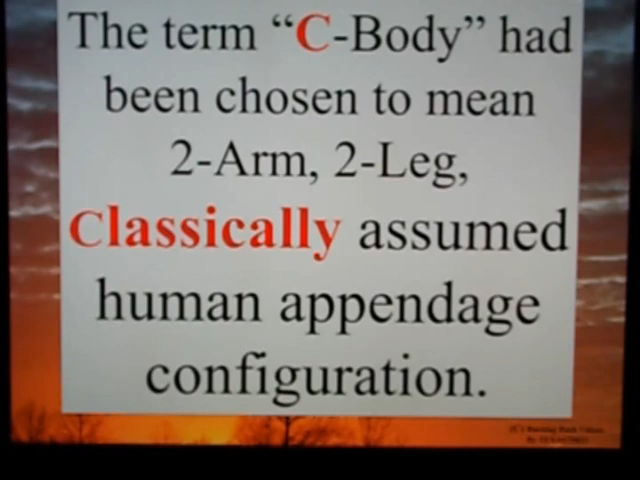 The term “C-Body” had
been chosen to mean
2-Arm, 2-Leg,
Classically assumed
human appendage
configuration.